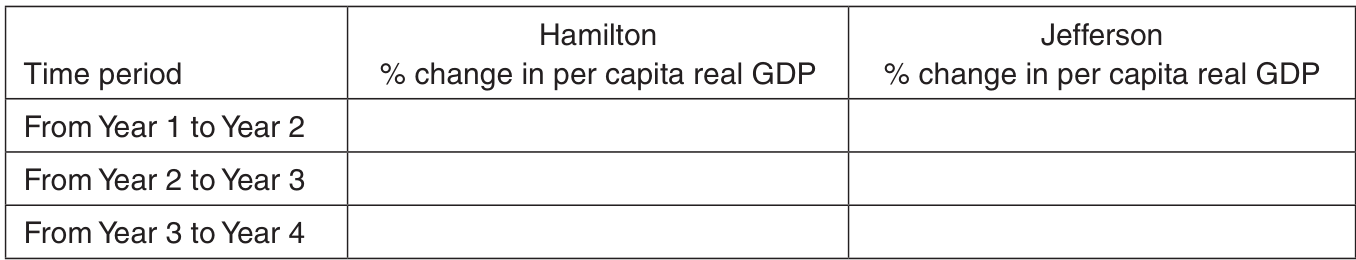 Time period
Hamilton
% change in per capita real GDP
Jefferson
% change in per capita real GDP
From Year 1 to Year 2
From Year 2 to Year 3
From Year 3 to Year 4